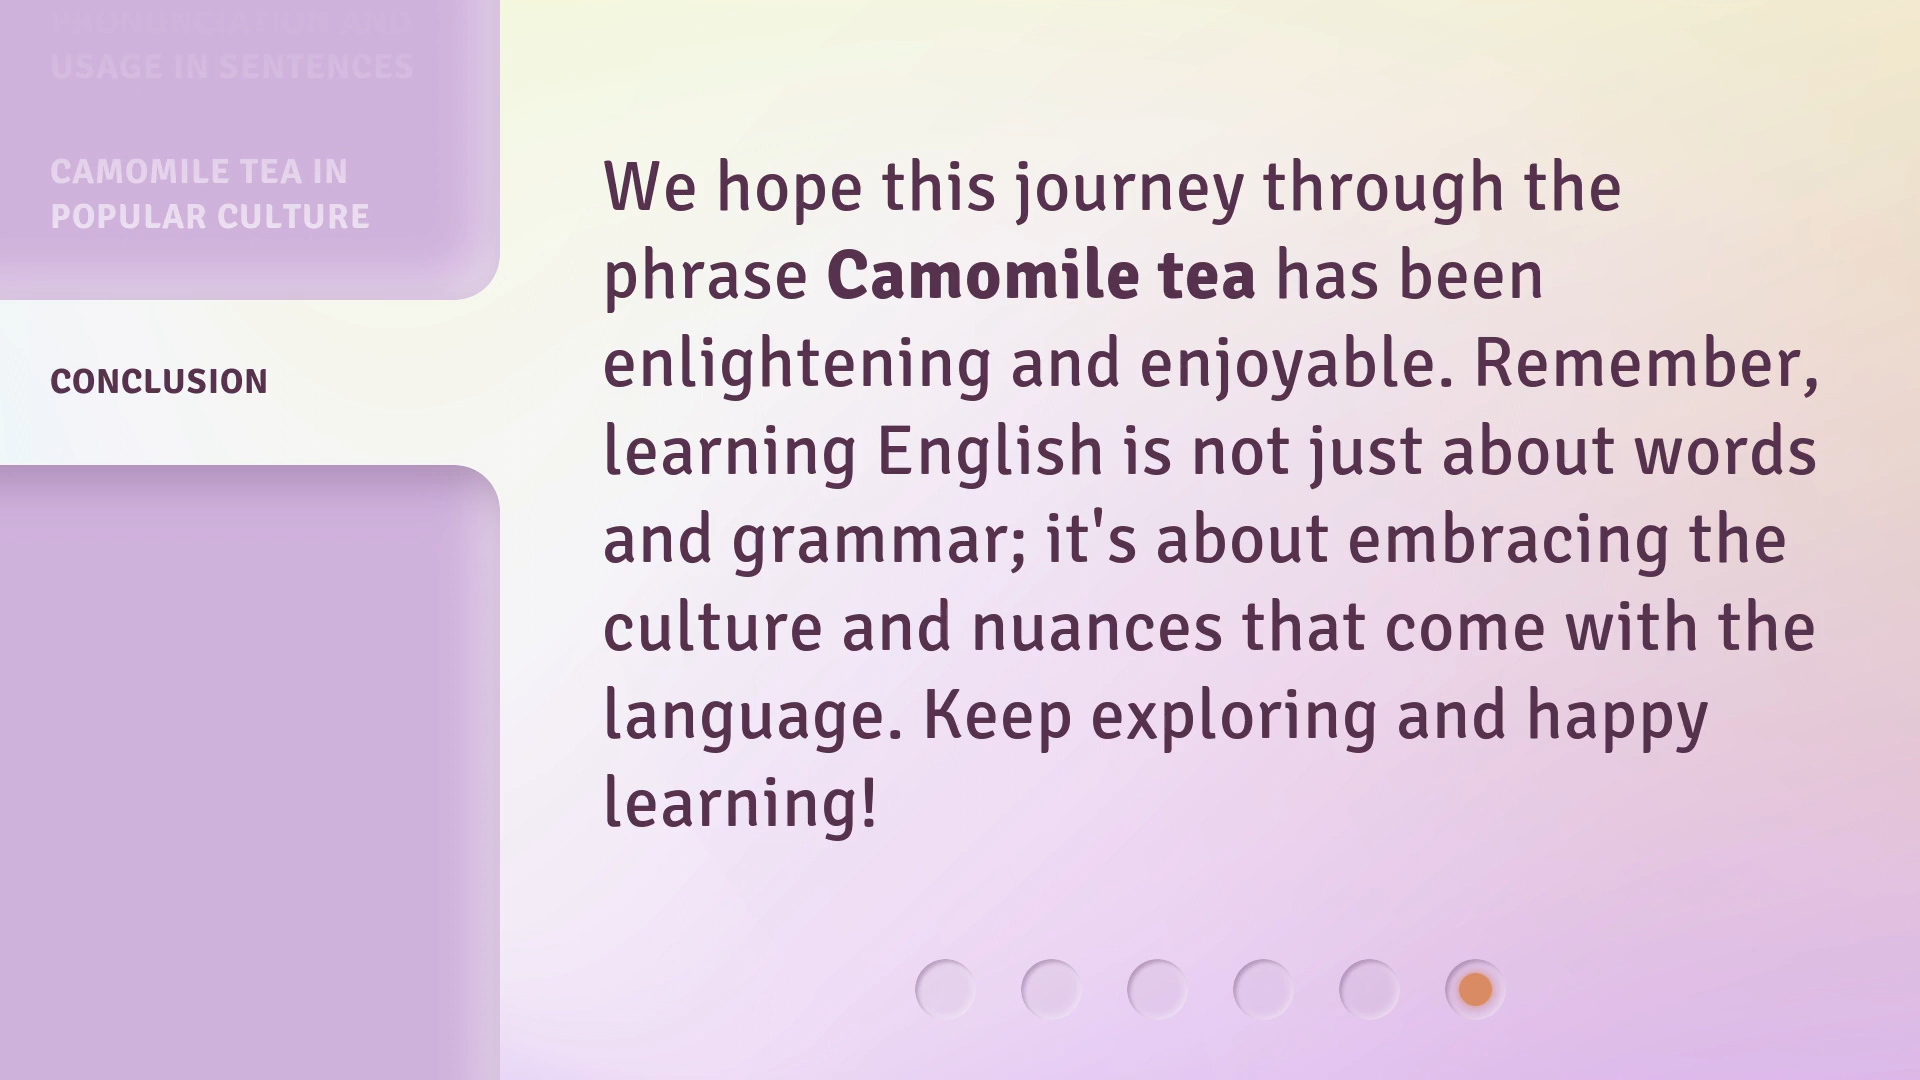 PRONUNCIATION AND
USAGE IN SENTENCES
CAMOMILE TEA IN
POPULAR CULTURE
CONCLUSION
We hope this journey through the
phrase Camomile tea has been
enlightening and enjoyable. Remember,
learning English is not just about words
and grammar; it's about embracing the
culture and nuances that come with the
language. Keep exploring and happy
learning!